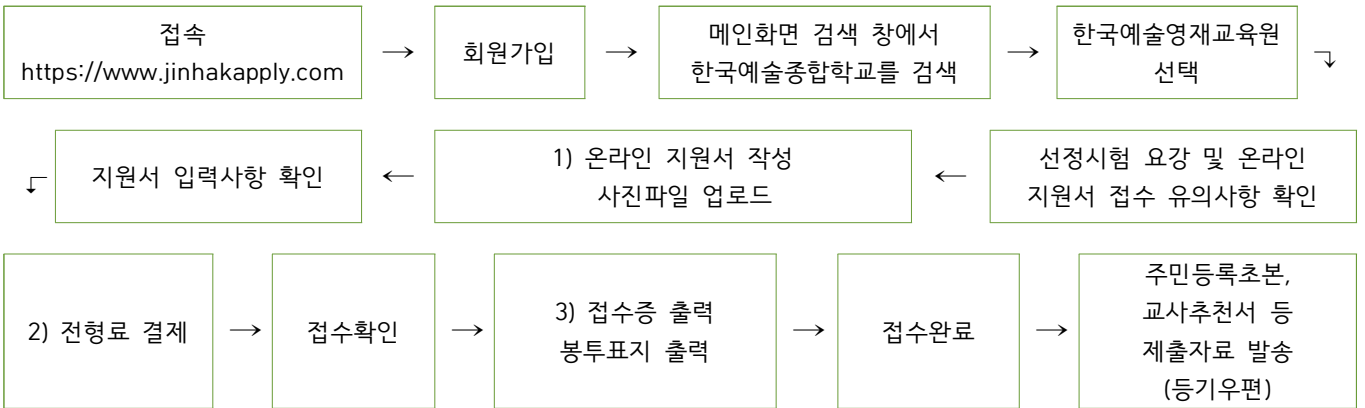 접속
https://www.jinhakapply.com
→
회원가입
→
메인화면 검색 창에서
한국예술종합학교를 검색
→
한국예술영재교육원
선택
선정시험 요강 및 온라인
지원서 접수 유의사항 확인
←
1) 온라인 지원서 작성
사진파일 업로드
←
지원서 입력사항 확인
2) 전형료 결제
→
접수확인
→
3) 접수증 출력
봉투표지 출력
→
접수완료
→
주민등록초본,
교사추천서 등
제출자료 발송
(등기우편)